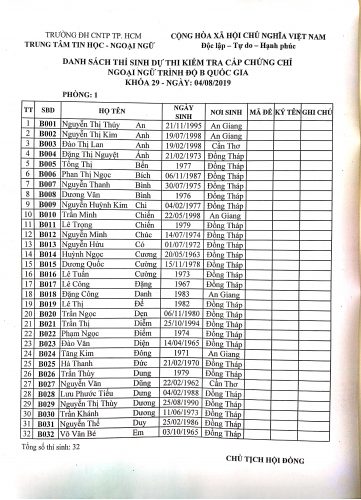 TRƯỜNG ĐH CNTP TP. HCM
CỘNG HÒA XÃ HỘI CHỦ NGHĨA VIỆT NAM
TRUNG TÂM TIN HỌC - NGOẠI NGỮ
Độc lập - Tự do - Hạnh phúc
DANH SÁCH THÍ SINH DỰ THI KIỂM TRA CẤP CHỨNG CHỈ
NGOẠI NGỮ TRÌNH ĐỘ B QUỐC GIA
KHÓA 29 - NGÀY: 04/08/2019
PHÒNG: 1
TT SBD HỌ TÊN NGÀY SINH NƠI SINH MÃ ĐỀ KÝ TÊN GHI CHÚ
1 B001 Nguyễn Thị Thúy An 21/11/1995 An Giang
2 B002 Nguyễn Thị Kim Anh 19/07/1998 An Giang
3 B003 Đào Thị Lan Anh 19/02/1998 Cần Thơ
4 B004 Đặng Thị Nguyệt Ánh 21/02/1973 Đồng Tháp
5 B005 Tống Thị Bền 1977 Đồng Tháp
6 B006 Phan Thị Ngọc Bích 06/11/1987 Đồng Tháp
7 B007 Nguyễn Thanh Bình 30/07/1975 Đồng Tháp
8 B008 Dương Văn Bình 1976 Đồng Tháp
9 B009 Nguyễn Huỳnh Kim Chi 04/02/1977 Đồng Tháp
10 B010 Trần Minh Chiến 22/05/1998 An Giang
11 B011 Lê Trọng Chiến 1979 Đồng Tháp
12 B012 Nguyễn Minh Chúc 14/07/1974 Đồng Tháp
13 B013 Nguyễn Hữu Có 01/07/1972 Đồng Tháp
14 B014 Huỳnh Ngọc Cương 20/05/1963 Đồng Tháp
15 B015 Dương Quốc Cường 15/11/1978 Đồng Tháp
16 B016 Lê Tuấn Cường 1973 Đồng Tháp
17 B017 Lê Công Đặng 1967 Đồng Tháp
18 B018 Đặng Công Danh 1983 An Giang
19 B019 Lê Thị Để 1982 Đồng Tháp
20 B020 Trần Ngọc Đẹp 06/11/1980 Đồng Tháp
21 B021 Trần Thị Diễm 25/10/1994 Đồng Tháp
22 B022 Phạm Ngọc Diễm 1974 Đồng Tháp
23 B023 Đào Văn Diện 14/04/1965 Đồng Tháp
24 B024 Tăng Kim Đồng 1971 An Giang
25 B025 Hà Thanh Đức 21/02/1970 Đồng Tháp
26 B026 Trần Thùy Dung 1979 Đồng Tháp
27 B027 Nguyễn Văn Dũng 22/02/1962 Cần Thơ
28 B028 Lưu Phước Tiểu Dung 04/02/1988 Đồng Tháp
29 B029 Nguyễn Thị Thùy Dương 25/08/1990 Đồng Tháp
30 B030 Trần Khánh Dương 11/06/1973 Đồng Tháp
31 B031 Nguyễn Thế Duy 25/02/1986 Đồng Tháp
32 B032 Võ Văn Bé Em 03/10/1965 Đồng Tháp
Tổng số thí sinh: 32
CHỦ TỊCH HỘI ĐỒNG